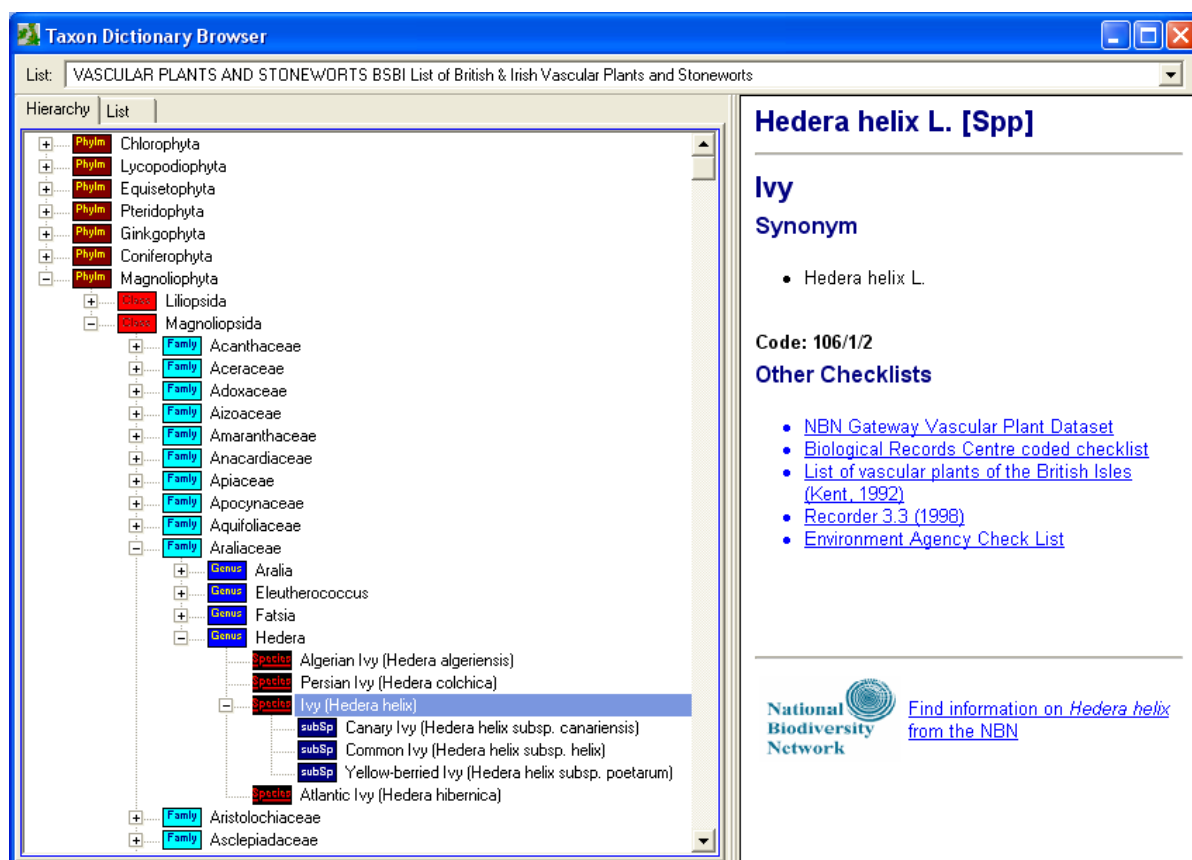 Taxon Dictionary Browser
List: VASCULAR PLANTS AND STONEWORTS BSBI List of British & Irish Vascular Plants and Stoneworts
Hierarchy List
Phylm Chlorophyta
Phylm Lycopodiophyta
Phylm Equisetophyta
Phylm Pteridophyta
Phylm Ginkgophyta
Phylm Coniferophyta
Phylm Magnoliophyta
Class Liliopsida
Class Magnoliopsida
Famly Acanthaceae
Famly Aceraceae
Famly Adoxaceae
Famly Aizoaceae
Famly Amaranthaceae
Famly Anacardiaceae
Famly Apiaceae
Famly Apocynaceae
Famly Aquifoliaceae
Famly Araliaceae
Genus Aralia
Genus Eleutherococcus
Genus Fatsia
Genus Hedera
Species Algerian Ivy (Hedera algeriensis)
Species Persian Ivy (Hedera colchica)
Species Ivy (Hedera helix)
subSp Canary Ivy (Hedera helix subsp. canariensis)
subSp Common Ivy (Hedera helix subsp. helix)
subSp Yellow-berried Ivy (Hedera helix subsp. poetarum)
Species Atlantic Ivy (Hedera hibernica)
Famly Aristolochiaceae
Famly Asclepiadaceae
Hedera helix L. [Spp]
Ivy
Synonym
Hedera helix L.
Code: 106/1/2
Other Checklists
NBN Gateway Vascular Plant Dataset
Biological Records Centre coded checklist
List of vascular plants of the British Isles
(Kent, 1992)
Recorder 3.3 (1998)
Environment Agency Check List
National
Biodiversity
Network
Find information on Hedera helix
from the NBN